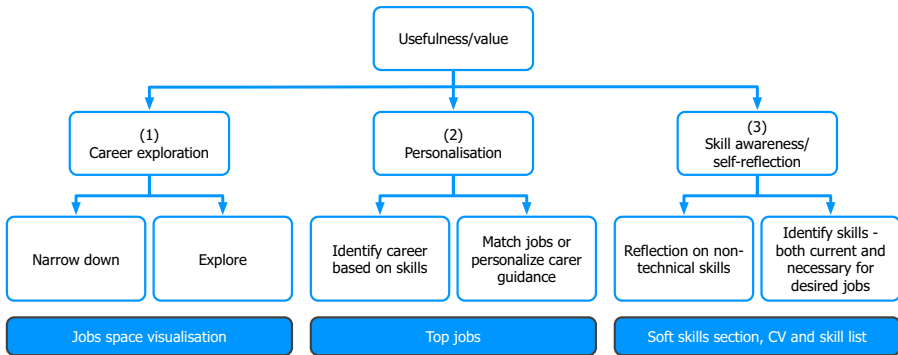 Usefulness/value
(1)
Career exploration
(2)
Personalisation
(3)
Skill awareness/
self-reflection
Narrow down
Explore
Identify career
based on skills
Match jobs or
personalize carer
guidance
Reflection on non-
technical skills
Identify skills -
both current and
necessary for
desired jobs
Jobs space visualisation
Top jobs
Soft skills section, CV and skill list